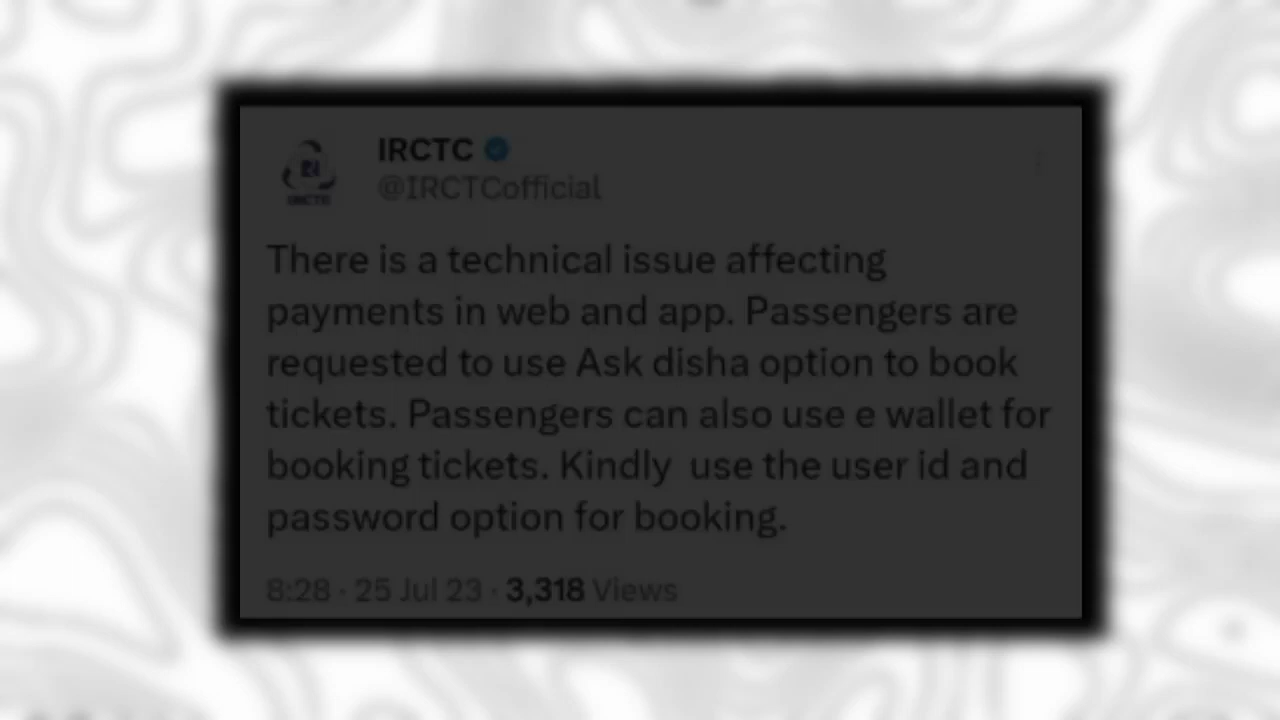 IRCTC
@IRCTCofficial
IRCTC
There is a technical issue affecting
payments in web and app. Passengers are
requested to use Ask disha option to book
tickets. Passengers can also use e wallet for
booking tickets. Kindly use the user id and
password option for booking.
8:28 · 25 Jul 23 · 3,318 Views